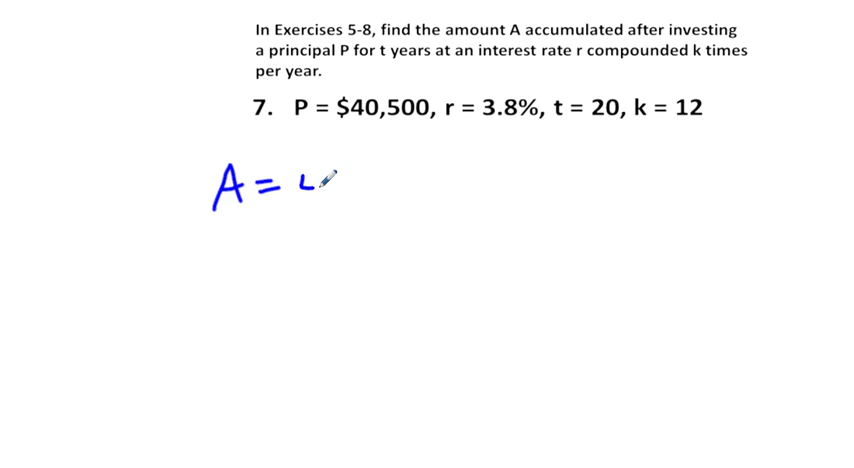 In Exercises 5-8, find the amount A accumulated after investing
a principal P for t years at an interest rate r compounded k times
per year.
7. P = $40,500, r = 3.8%, t = 20, k = 12
A =